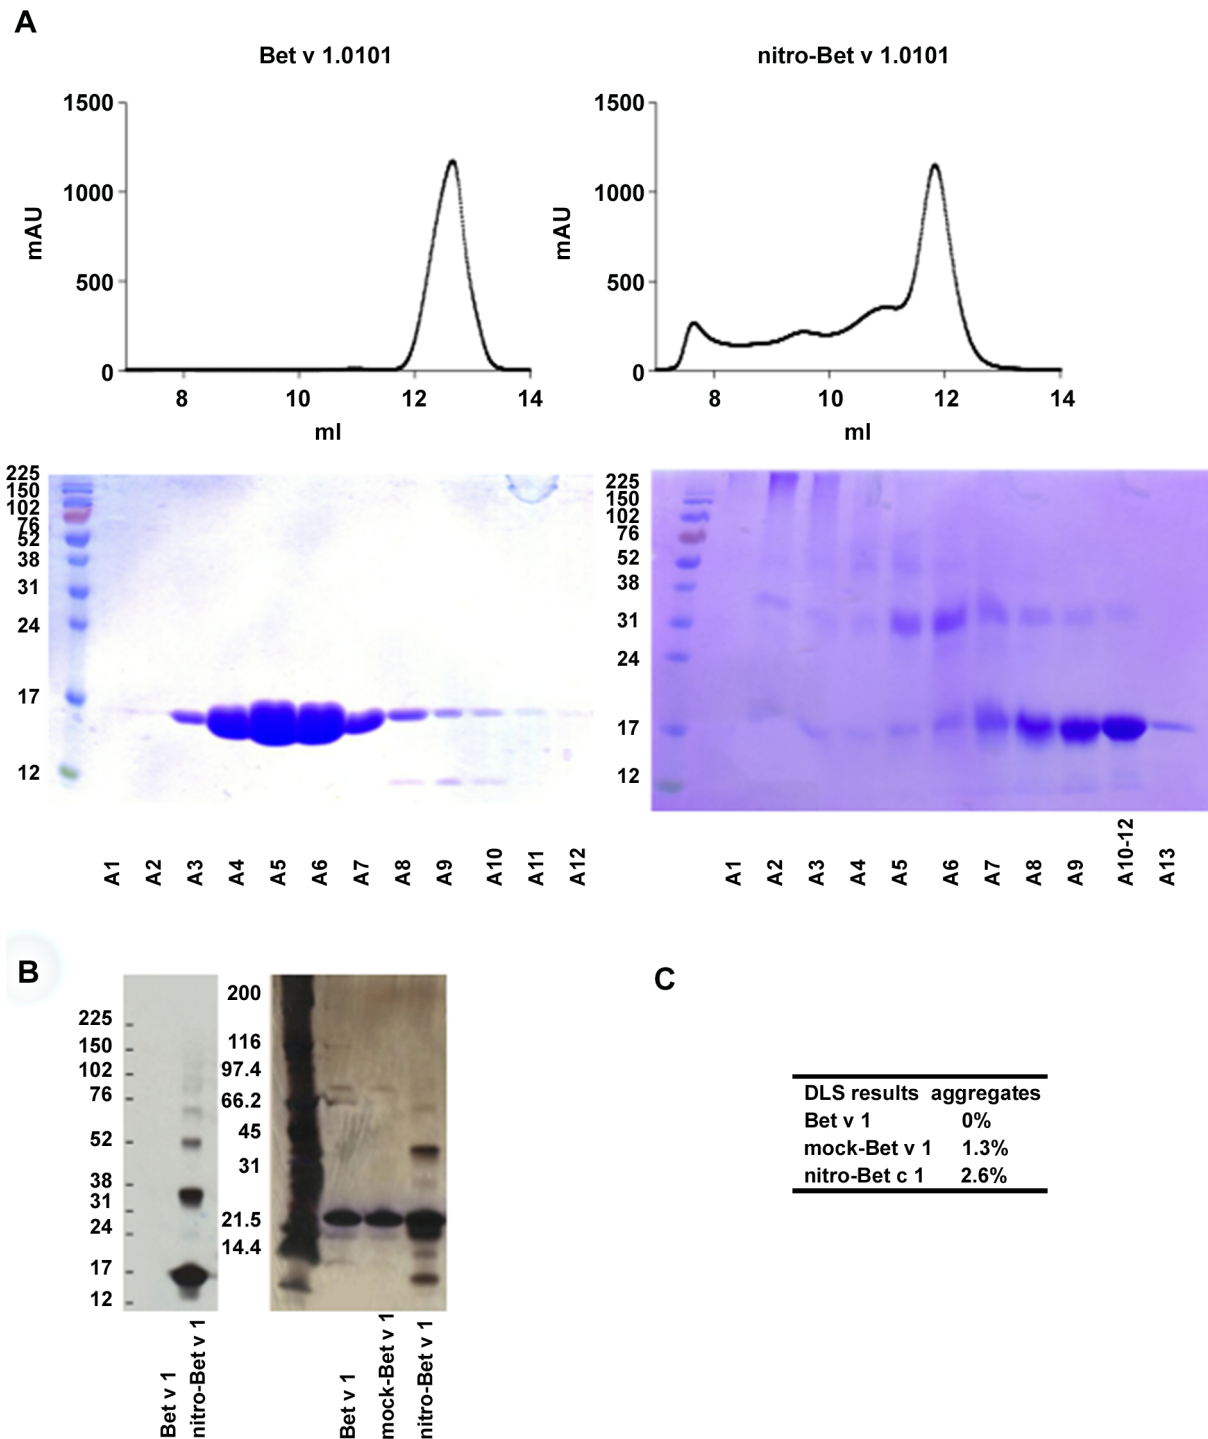 A
Bet v 1.0101
nitro-Bet v 1.0101
1500
1000
500
0
mAU
8 10 12 14
ml
1500
1000
500
0
mAU
8 10 12 14
ml
225
150
102
76
52
38
31
24
17
12
A1 A2 A3 A4 A5 A6 A7 A8 A9 A10 A11 A12
225
150
102
76
52
38
31
24
17
12
A1 A2 A3 A4 A5 A6 A7 A8 A9 A10-12 A13
B
225
150
102
76
52
38
31
24
17
12
Bet v 1
nitro-Bet v 1
200
116
97.4
66.2
45
31
21.5
14.4
Bet v 1
mock-Bet v 1
nitro-Bet v 1
C
DLS results aggregates
Bet v 1 0%
mock-Bet v 1 1.3%
nitro-Bet c 1 2.6%